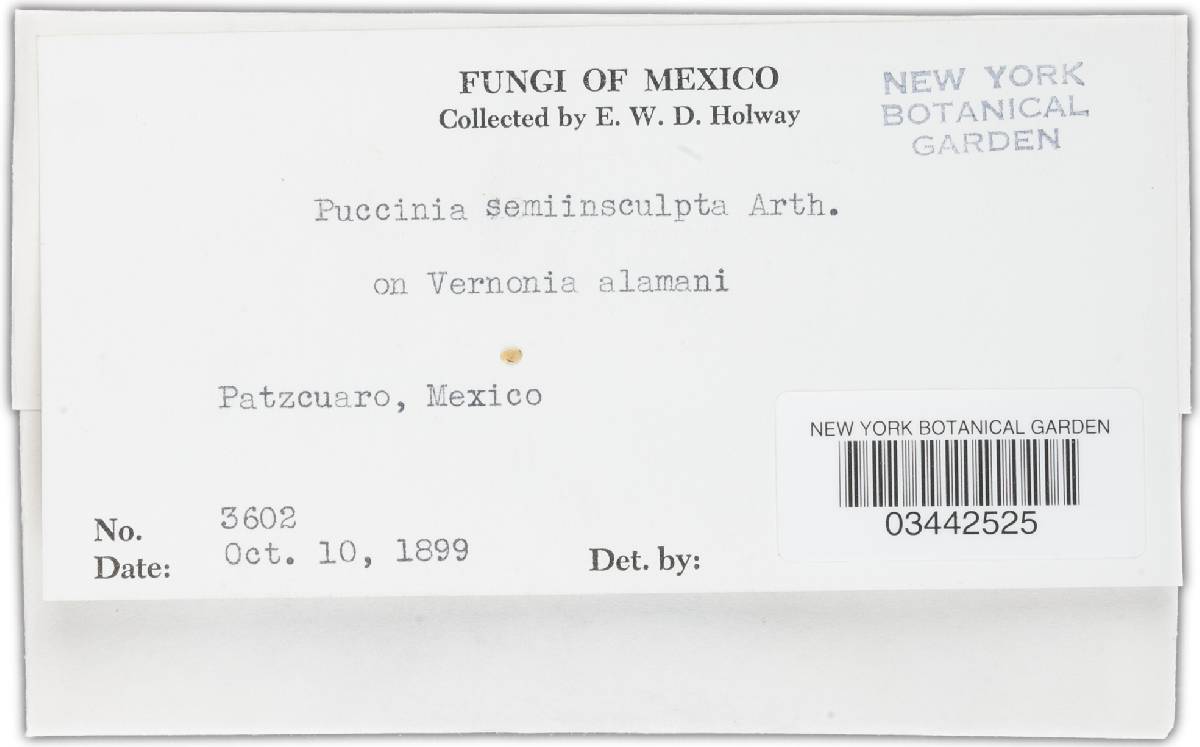 FUNGI OF MEXICO
Collected by E. W. D. Holway
NEW YORK
BOTANICAL
GARDEN
Puccinia semiinsculpta Arth.
on Vernonia alamani
Patzcuaro, Mexico
NEW YORK BOTANICAL GARDEN
03442525
No. 3602
Date: Oct. 10, 1899
Det. by: